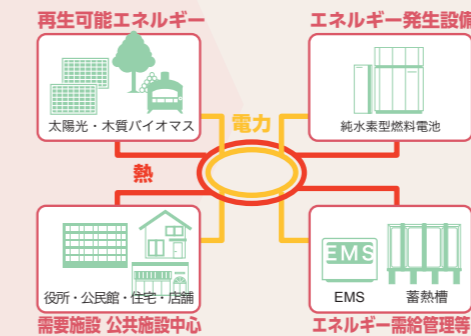 再生可能エネルギー
エネルギー発生設備
太陽光・木質バイオマス
電力
純水素型燃料電池
熱
EMS
役所・公民館・住宅・店舗
EMS
蓄熱槽
需要施設 公共施設中心
エネルギー需給管理等